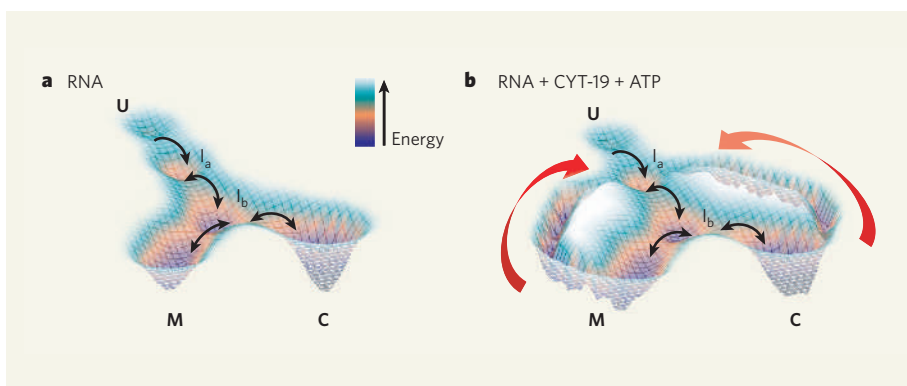 a RNA
U
Energy
Ia
Ib
M
C
b RNA + CYT-19 + ATP
U
Ia
Ib
M
C